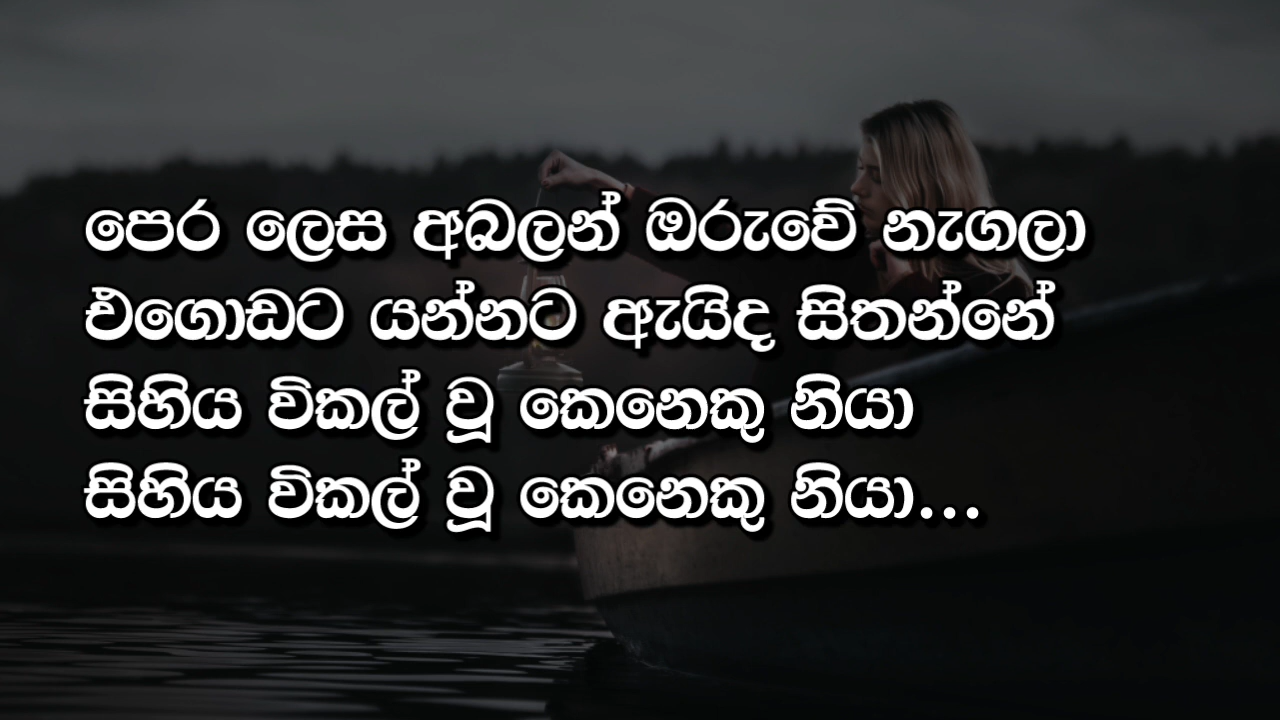 පෙර ලෙස අබලන් ඔරුවේ නැගලා
එගොඩට යන්නට ඇයිද සිතන්නේ
සිහිය විකල් වූ කෙනෙකු නියා
සිහිය විකල් වූ කෙනෙකු නියා...